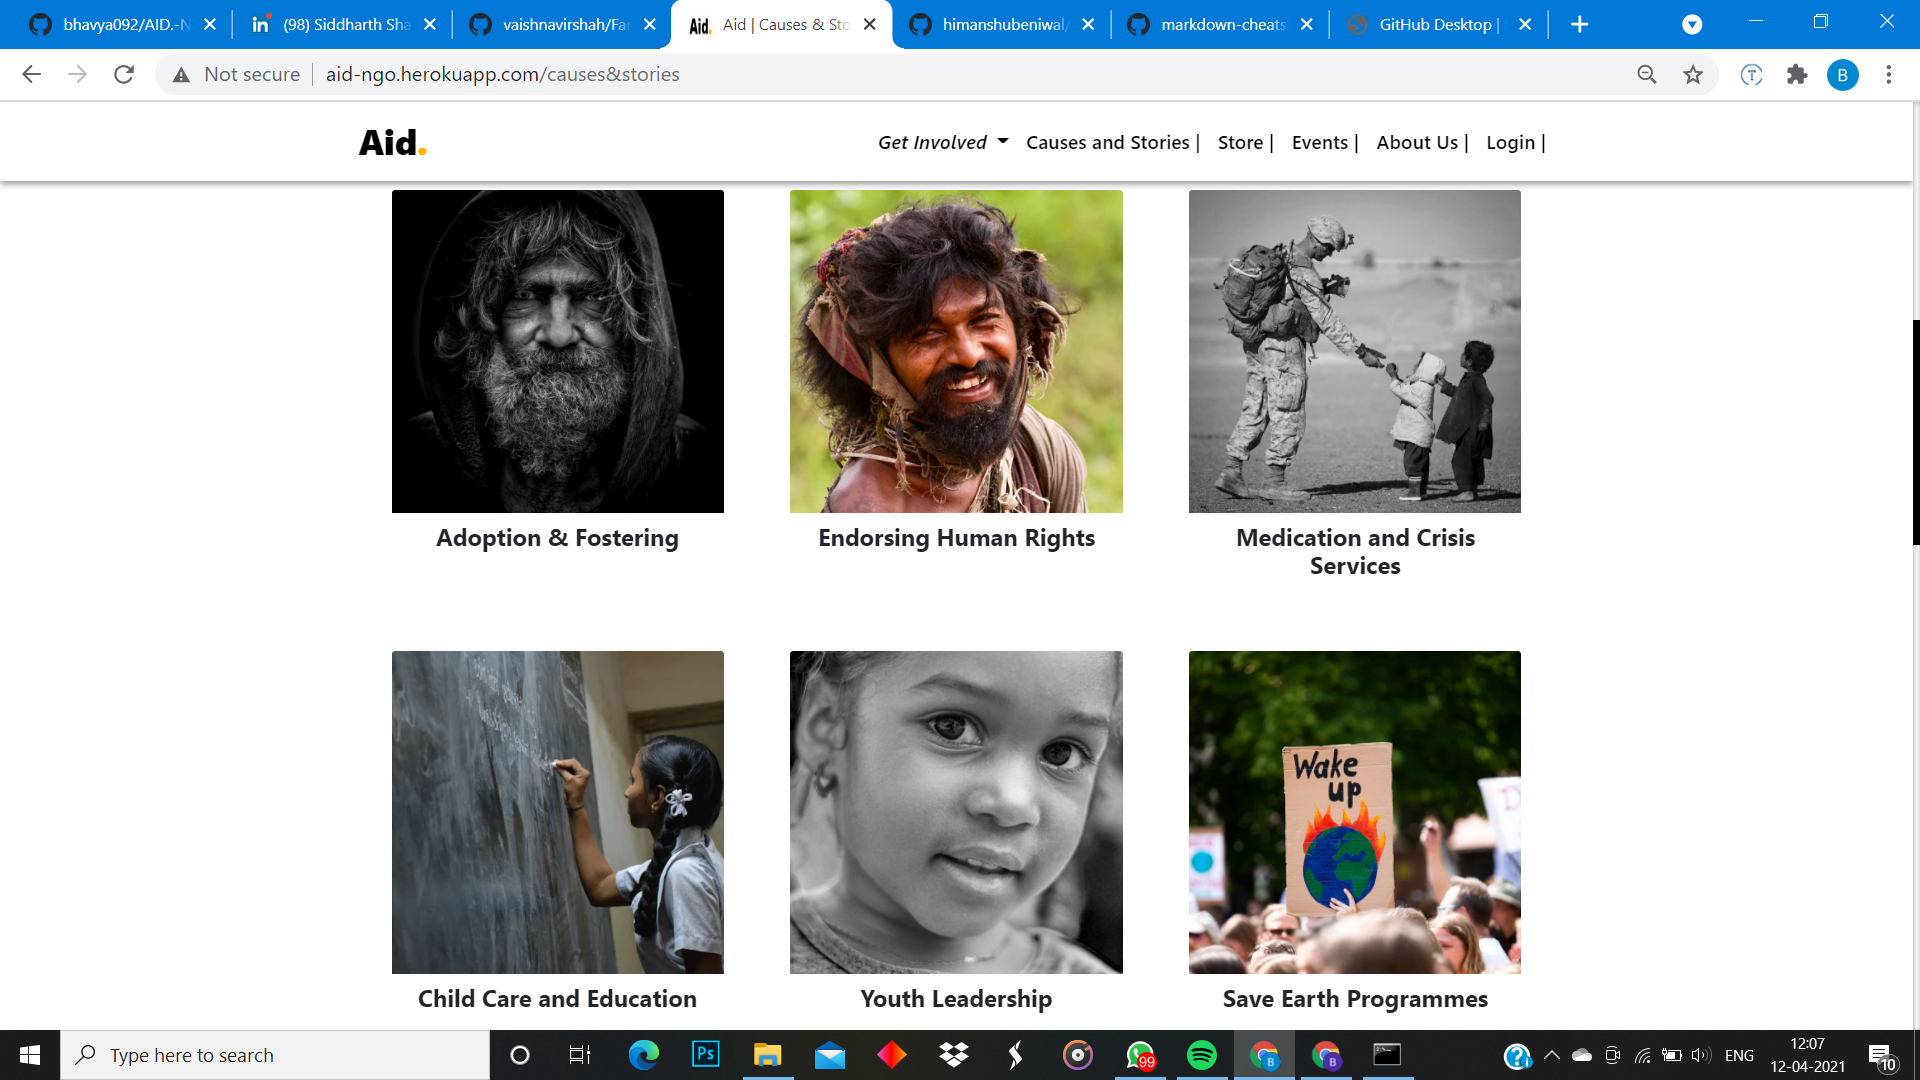 bhavya092/AID.-N
(98) Siddharth Sha
vaishnavirshah/Far
Aid. Aid | Causes & Sto
himanshubeniwal/
markdown-cheats
GitHub Desktop |
Not secure
aid-ngo.herokuapp.com/causes&stories
B
Aid.
Get Involved
Causes and Stories |
Store |
Events |
About Us |
Login |
Adoption & Fostering
Endorsing Human Rights
Medication and Crisis
Services
Wake
up
Child Care and Education
Youth Leadership
Save Earth Programmes
Type here to search
Ps
99
B
B
ENG
12:07
12-04-2021
10